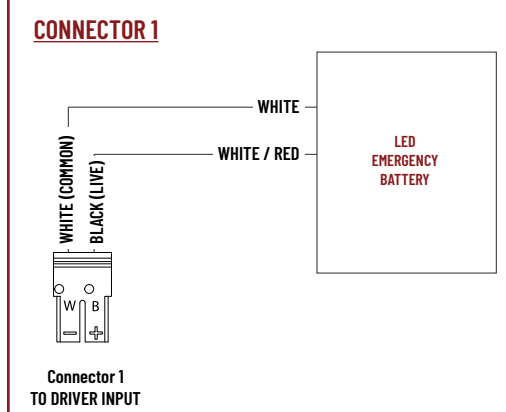 CONNECTOR 1
WHITE
WHITE / RED
LED
EMERGENCY
BATTERY
WHITE (COMMON)
BLACK (LIVE)
W B
− +
Connector 1
TO DRIVER INPUT